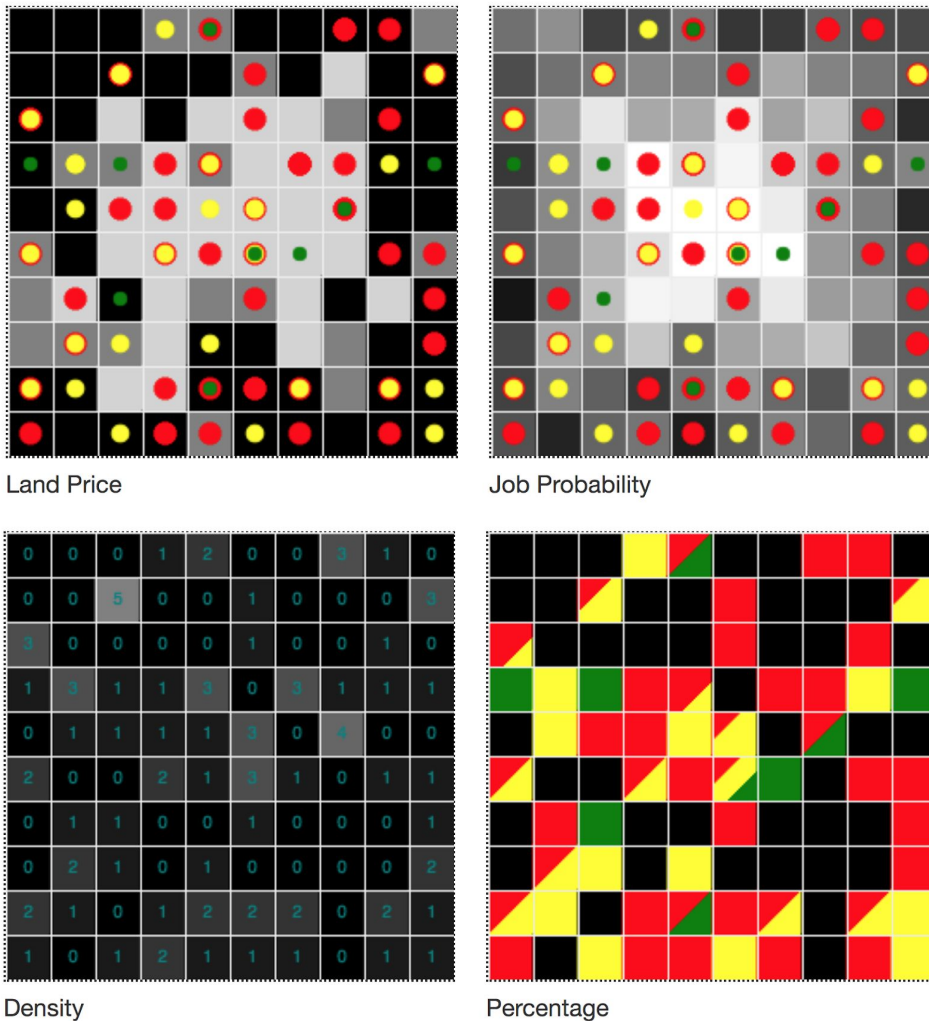 Land Price
Job Probability
0 0 0 1 2 0 0 3 1 0
0 0 5 0 0 1 0 0 0 3
3 0 0 0 0 1 0 0 1 0
1 3 1 1 3 0 3 1 1 1
0 1 1 1 1 3 0 4 0 0
2 0 0 2 1 3 1 0 1 1
0 1 1 0 0 1 0 0 0 1
0 2 1 0 1 0 0 0 0 2
2 1 0 1 2 2 2 0 2 1
1 0 1 2 1 1 1 0 1 1
Density
Percentage